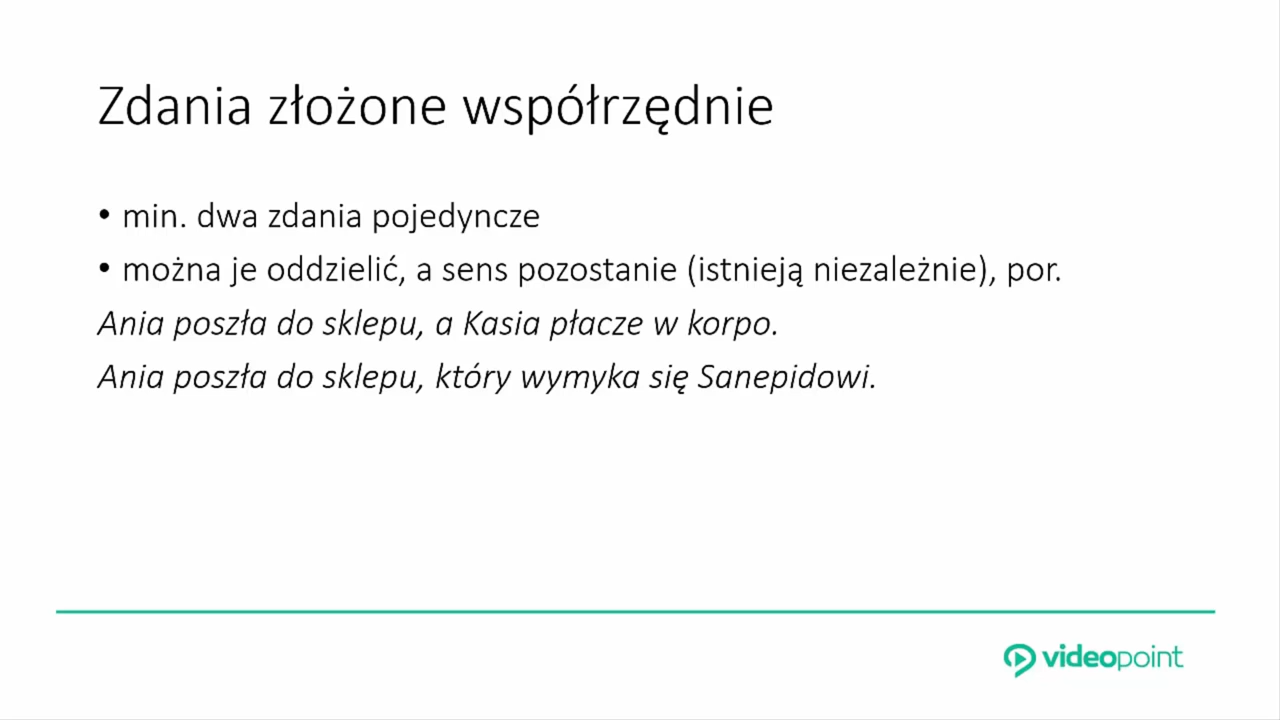 Zdania złożone współrzędnie
• min. dwa zdania pojedyncze
• można je oddzielić, a sens pozostanie (istnieją niezależnie), por.
Ania poszła do sklepu, a Kasia płacze w korpo.
Ania poszła do sklepu, który wymyka się Sanepidowi.
videopoint